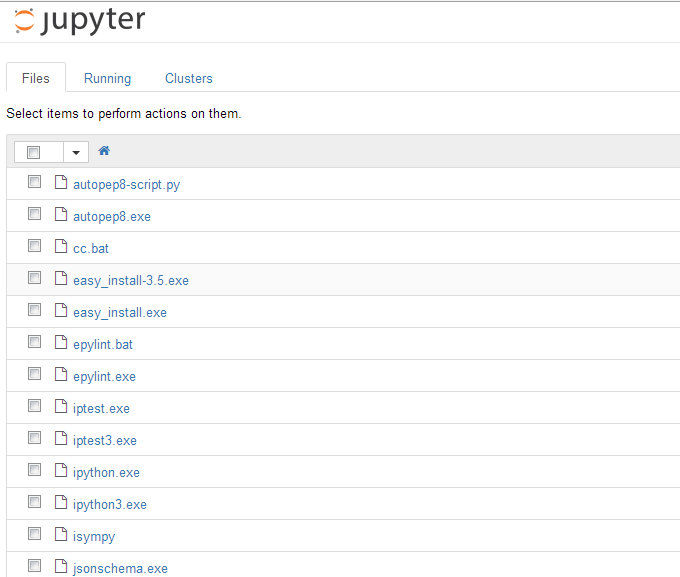 jupyter
Files Running Clusters
Select items to perform actions on them.
autopep8-script.py
autopep8.exe
cc.bat
easy_install-3.5.exe
easy_install.exe
epylint.bat
epylint.exe
iptest.exe
iptest3.exe
ipython.exe
ipython3.exe
isympy
jsonschema.exe